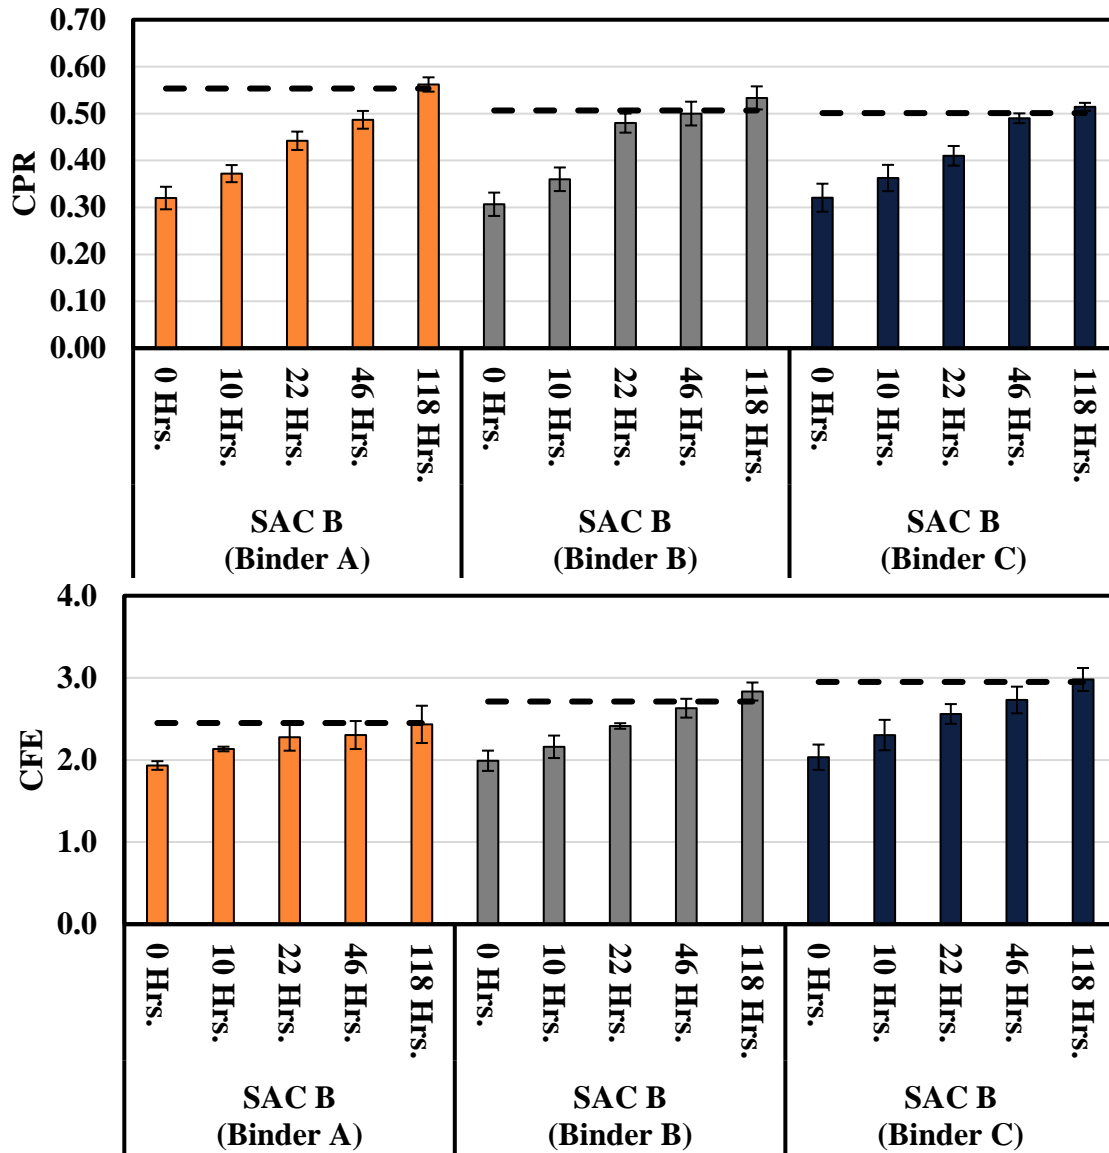 0.70
0.60
0.50
0.40
0.30
0.20
0.10
0.00
CPR
0 Hrs.
10 Hrs.
22 Hrs.
46 Hrs.
118 Hrs.
0 Hrs.
10 Hrs.
22 Hrs.
46 Hrs.
118 Hrs.
0 Hrs.
10 Hrs.
22 Hrs.
46 Hrs.
118 Hrs.
SAC B
(Binder A)
SAC B
(Binder B)
SAC B
(Binder C)
4.0
3.0
2.0
1.0
0.0
CFE
0 Hrs.
10 Hrs.
22 Hrs.
46 Hrs.
118 Hrs.
0 Hrs.
10 Hrs.
22 Hrs.
46 Hrs.
118 Hrs.
0 Hrs.
10 Hrs.
22 Hrs.
46 Hrs.
118 Hrs.
SAC B
(Binder A)
SAC B
(Binder B)
SAC B
(Binder C)